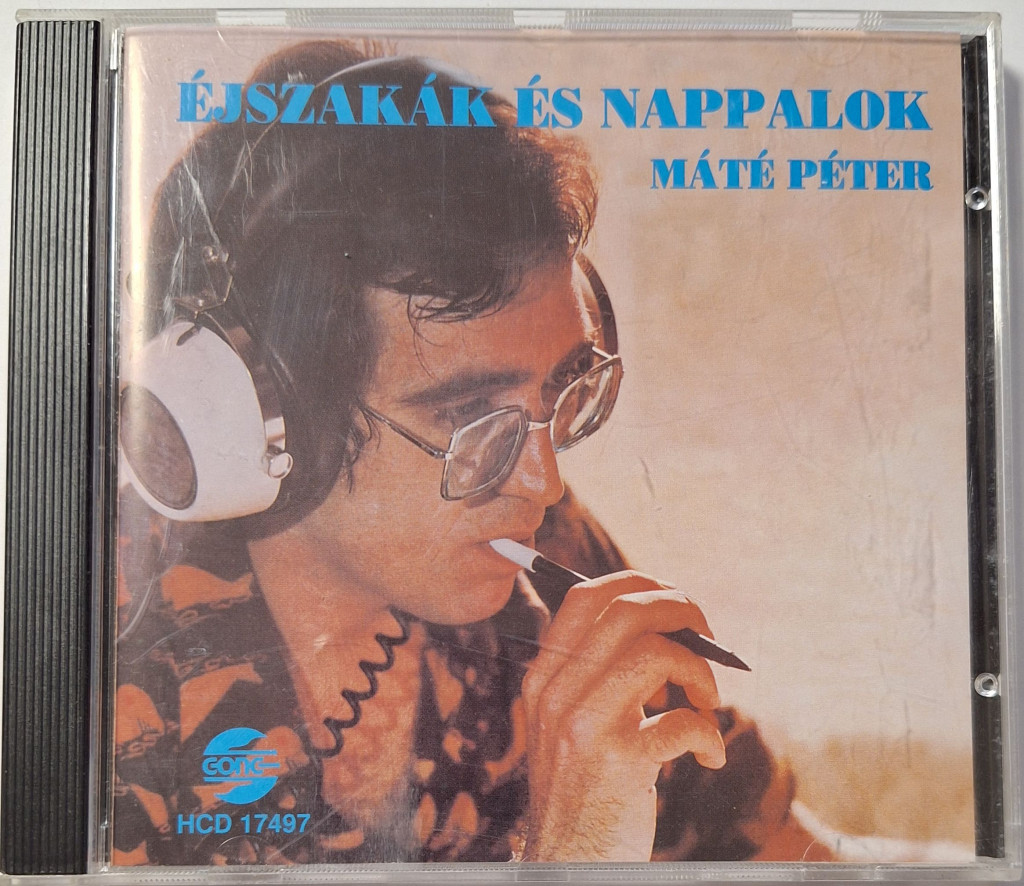 ÉJSZAKÁK ÉS NAPPALOK
MÁTÉ PÉTER
GONG
HCD 17497